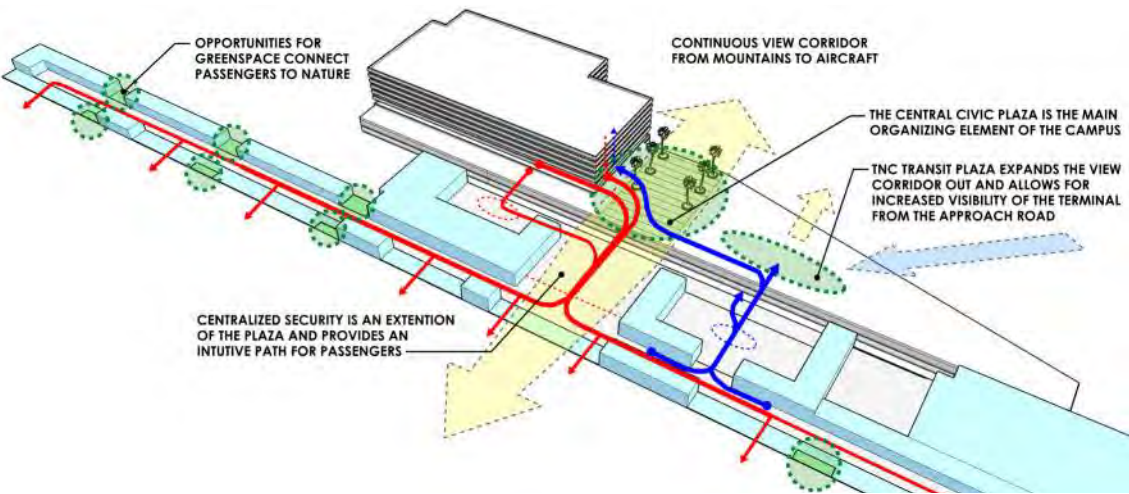 OPPORTUNITIES FOR
GREENSPACE CONNECT
PASSENGERS TO NATURE
CONTINUOUS VIEW CORRIDOR
FROM MOUNTAINS TO AIRCRAFT
THE CENTRAL CIVIC PLAZA IS THE MAIN
ORGANIZING ELEMENT OF THE CAMPUS
TNC TRANSIT PLAZA EXPANDS THE VIEW
CORRIDOR OUT AND ALLOWS FOR
INCREASED VISIBILITY OF THE TERMINAL
FROM THE APPROACH ROAD
CENTRALIZED SECURITY IS AN EXTENTION
OF THE PLAZA AND PROVIDES AN
INTUTIVE PATH FOR PASSENGERS